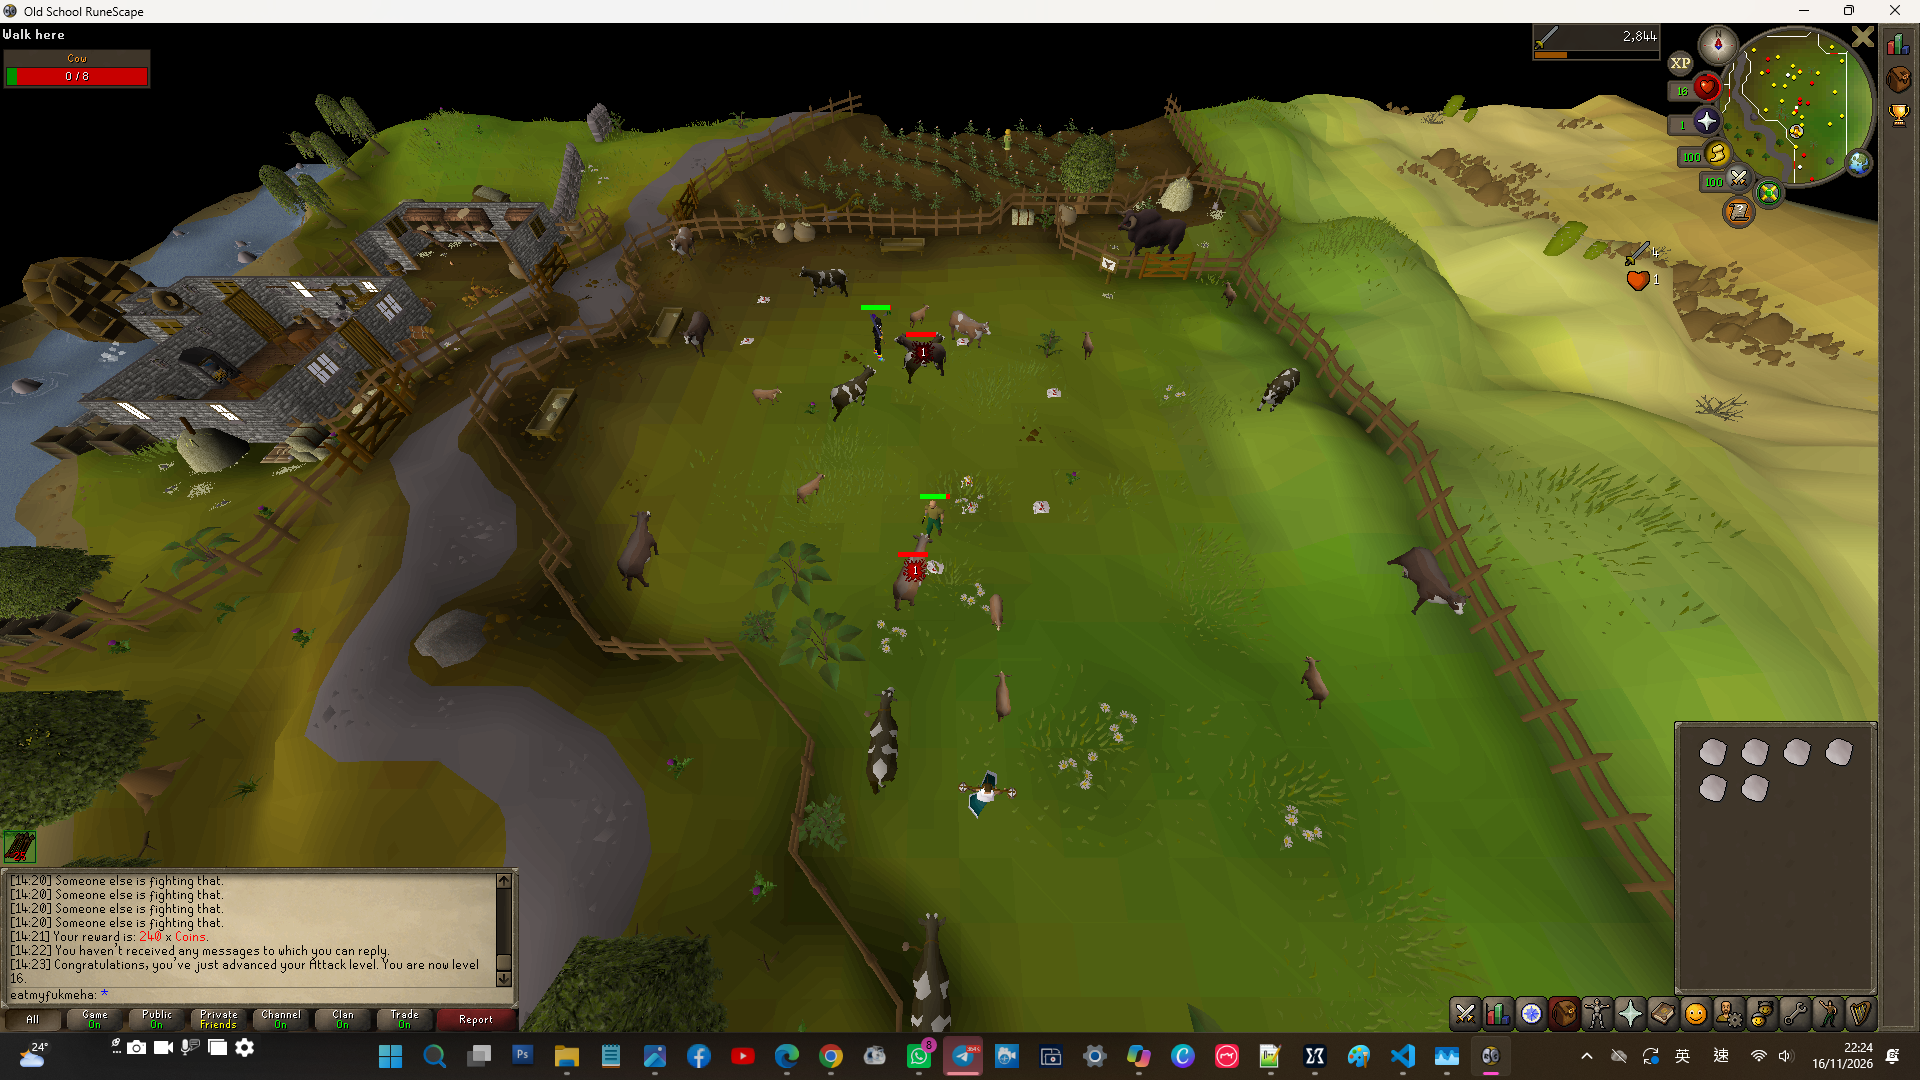 Old School RuneScape
Walk here
Cow
0 / 8
2,844
N
XP
16
1
100
100
4
1
1
1
[14:20] Someone else is fighting that.
[14:20] Someone else is fighting that.
[14:20] Someone else is fighting that.
[14:20] Someone else is fighting that.
[14:21] Your reward is: 240 x Coins.
[14:22] You haven't received any messages to which you can reply.
[14:23] Congratulations, you've just advanced your Attack level. You are now level
16.
eatmyfukmeha: *
All
Game
On
Public
On
Private
Friends
Channel
On
Clan
On
Trade
On
Report
24°
Ps
8
英
速
22:24
16/11/2026